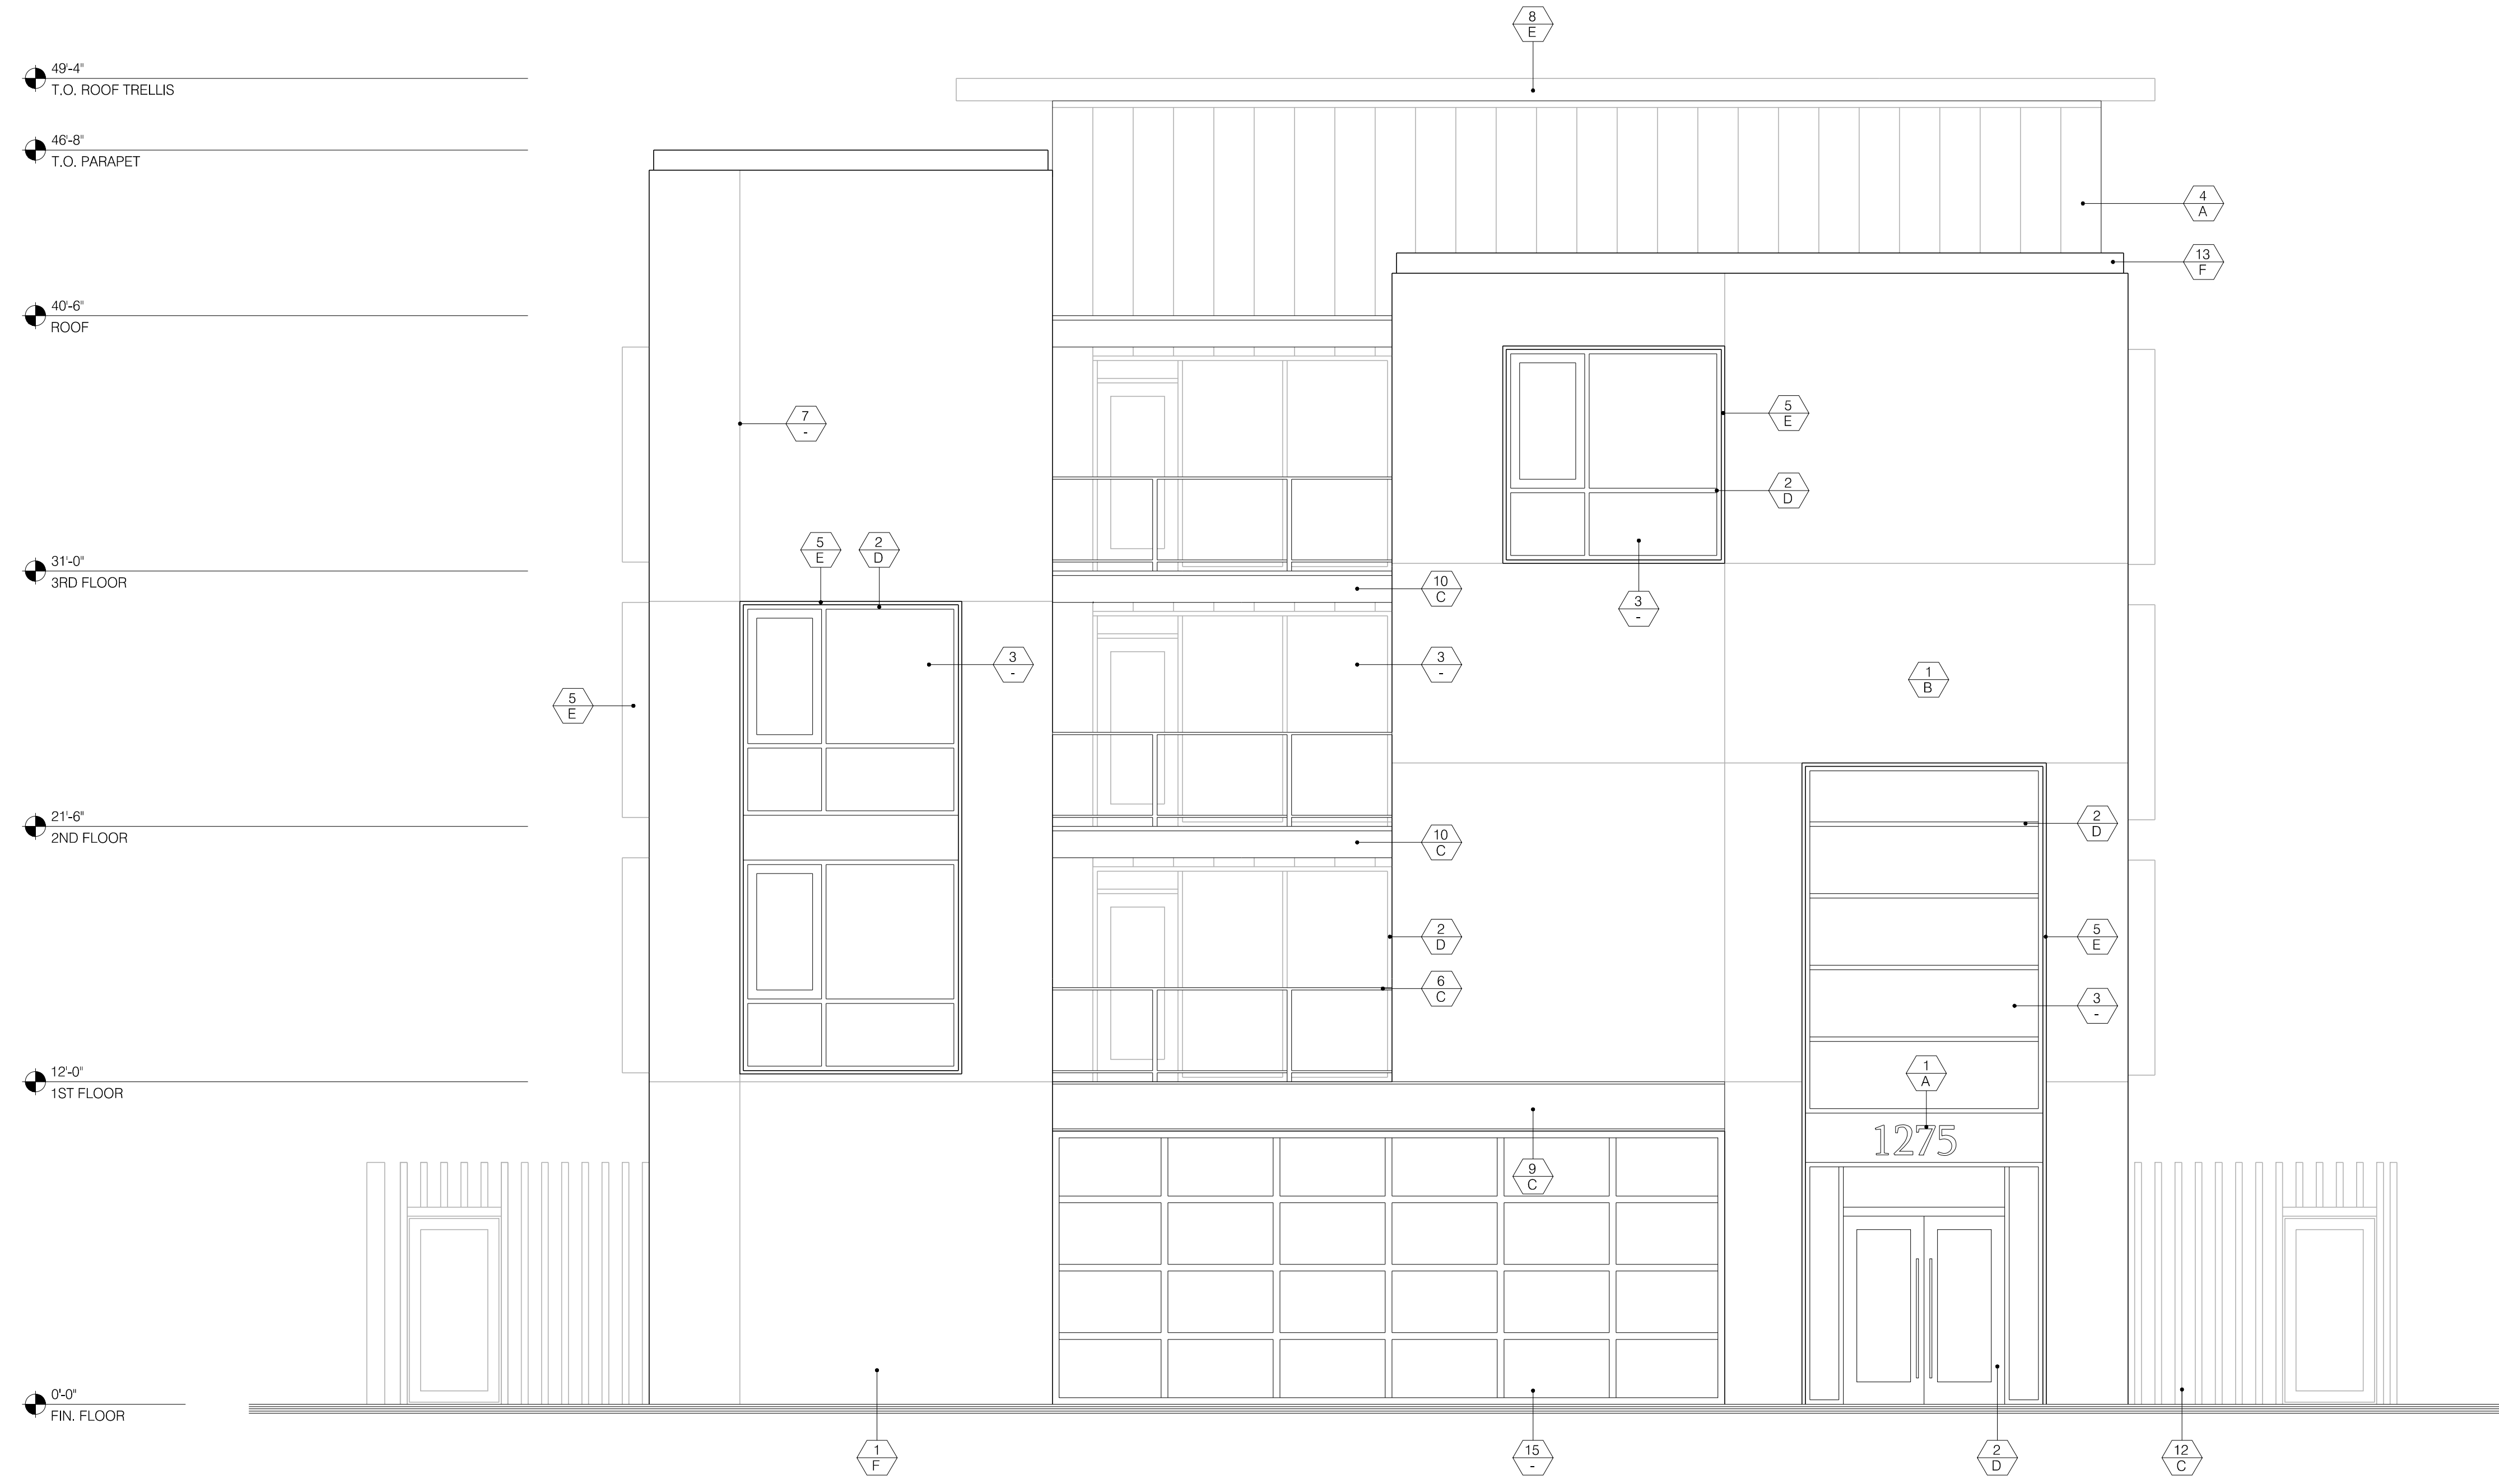 8
E
49'-4"
T.O. ROOF TRELLIS
46'-8"
T.O. PARAPET
4
A
13
F
40'-6"
ROOF
7
-
5
E
2
D
31'-0"
3RD FLOOR
5
E
2
D
10
C
3
-
3
-
3
-
1
B
5
E
21'-6"
2ND FLOOR
2
D
10
C
2
D
5
E
6
C
3
-
12'-0"
1ST FLOOR
1
A
1275
9
C
0'-0"
FIN. FLOOR
1
F
15
-
2
D
12
C